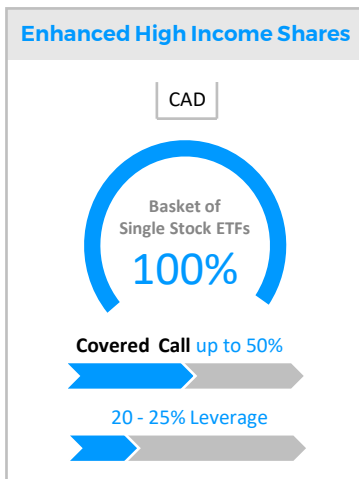 Enhanced High Income Shares
CAD
Basket of
Single Stock ETFs
100%
Covered Call up to 50%
20 - 25% Leverage